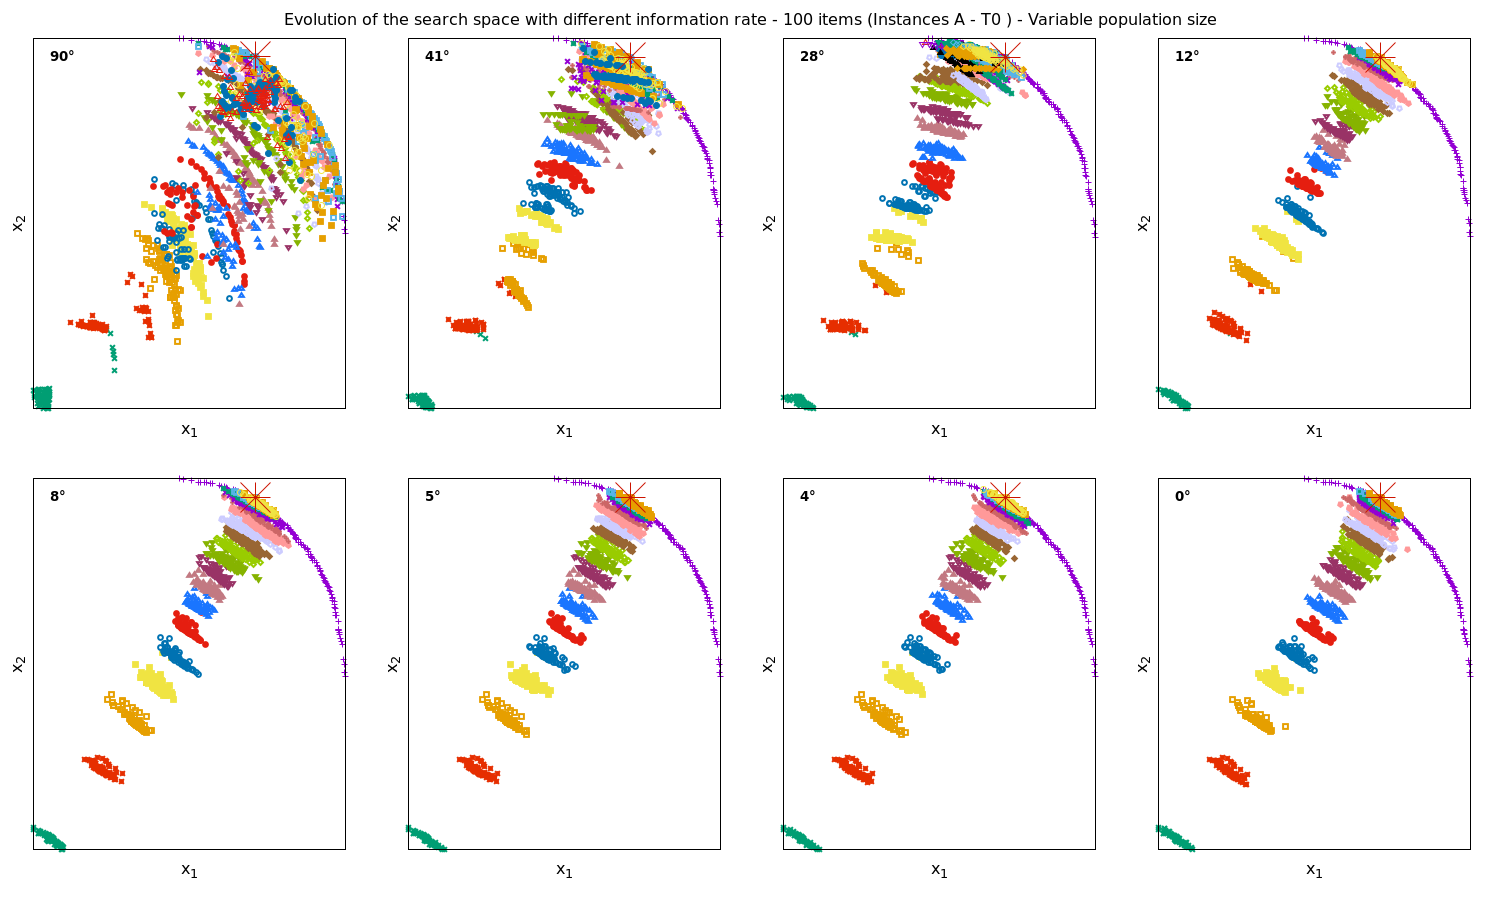 Evolution of the search space with different information rate - 100 items (Instances A - T0 ) - Variable population size
90°
41°
28°
12°
x2
x2
x2
x2
x1
x1
x1
x1
8°
5°
4°
0°
x2
x2
x2
x2
x1
x1
x1
x1